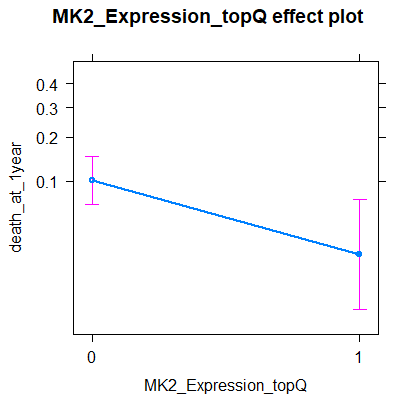 MK2_Expression_topQ effect plot
death_at_1year
0.4
0.3
0.2
0.1
0
1
MK2_Expression_topQ